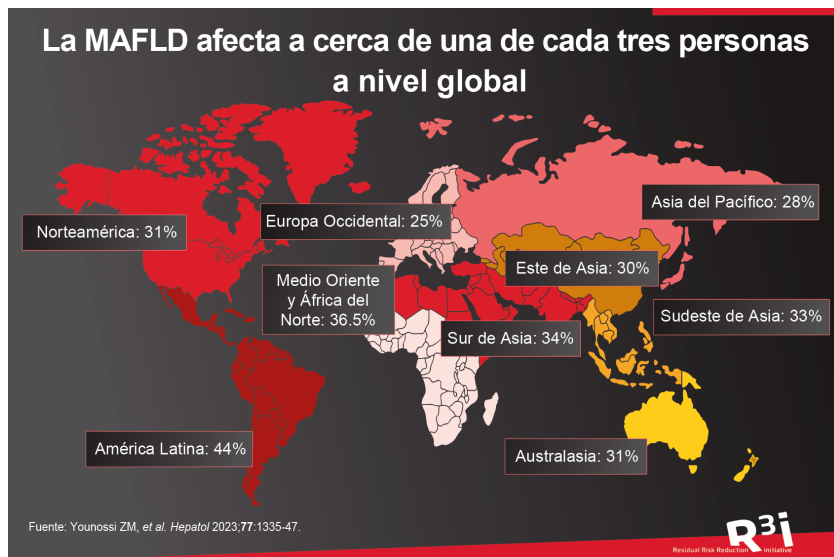 La MAFLD afecta a cerca de una de cada tres personas
a nivel global
Norteamérica: 31%
Europa Occidental: 25%
Asia del Pacífico: 28%
Medio Oriente
y África del
Norte: 36.5%
Este de Asia: 30%
Sur de Asia: 34%
Sudeste de Asia: 33%
América Latina: 44%
Australasia: 31%
Fuente: Younossi ZM, et al. Hepatol 2023;77:1335-47.
R3i
Residual Risk Reduction initiative